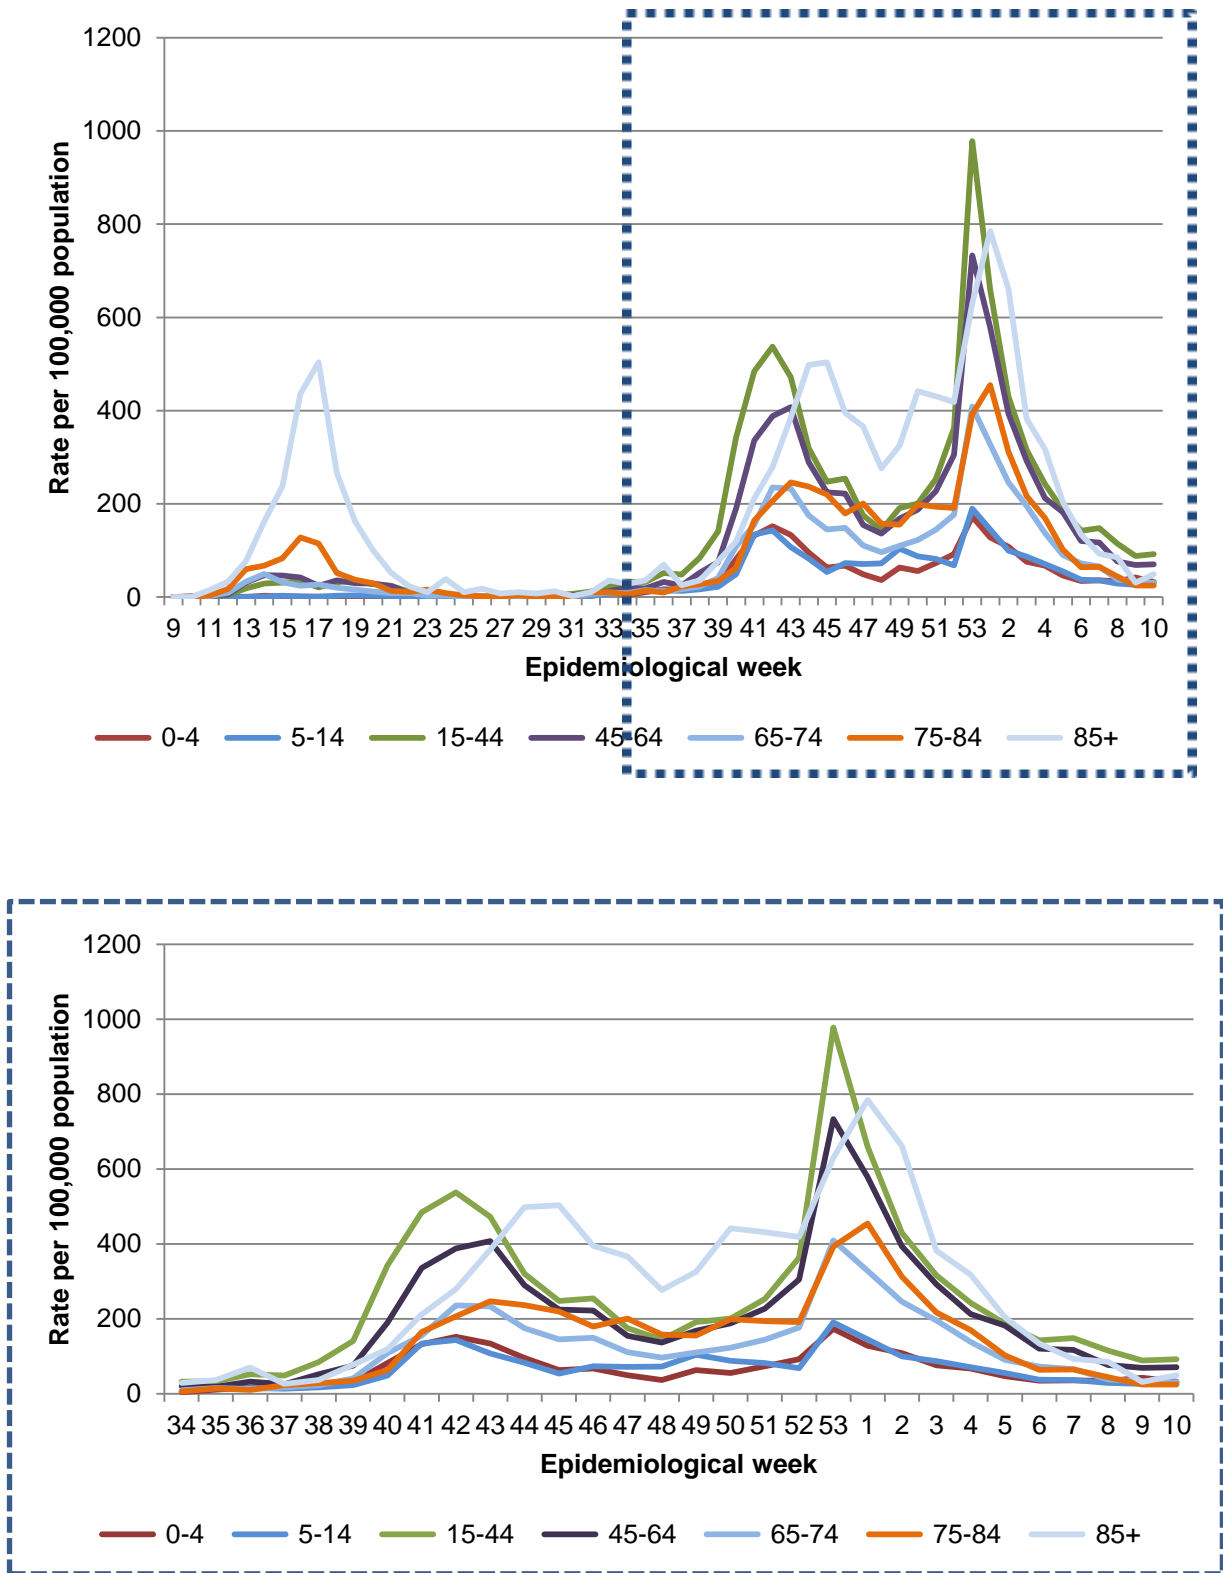 1200
1000
800
600
400
200
0
Rate per 100,000 population
9 11 13 15 17 19 21 23 25 27 29 31 33 35 37 39 41 43 45 47 49 51 53 2 4 6 8 10
Epidemiological week
0-4 5-14 15-44 45-64 65-74 75-84 85+
1200
1000
800
600
400
200
0
Rate per 100,000 population
34 35 36 37 38 39 40 41 42 43 44 45 46 47 48 49 50 51 52 53 1 2 3 4 5 6 7 8 9 10
Epidemiological week
0-4 5-14 15-44 45-64 65-74 75-84 85+